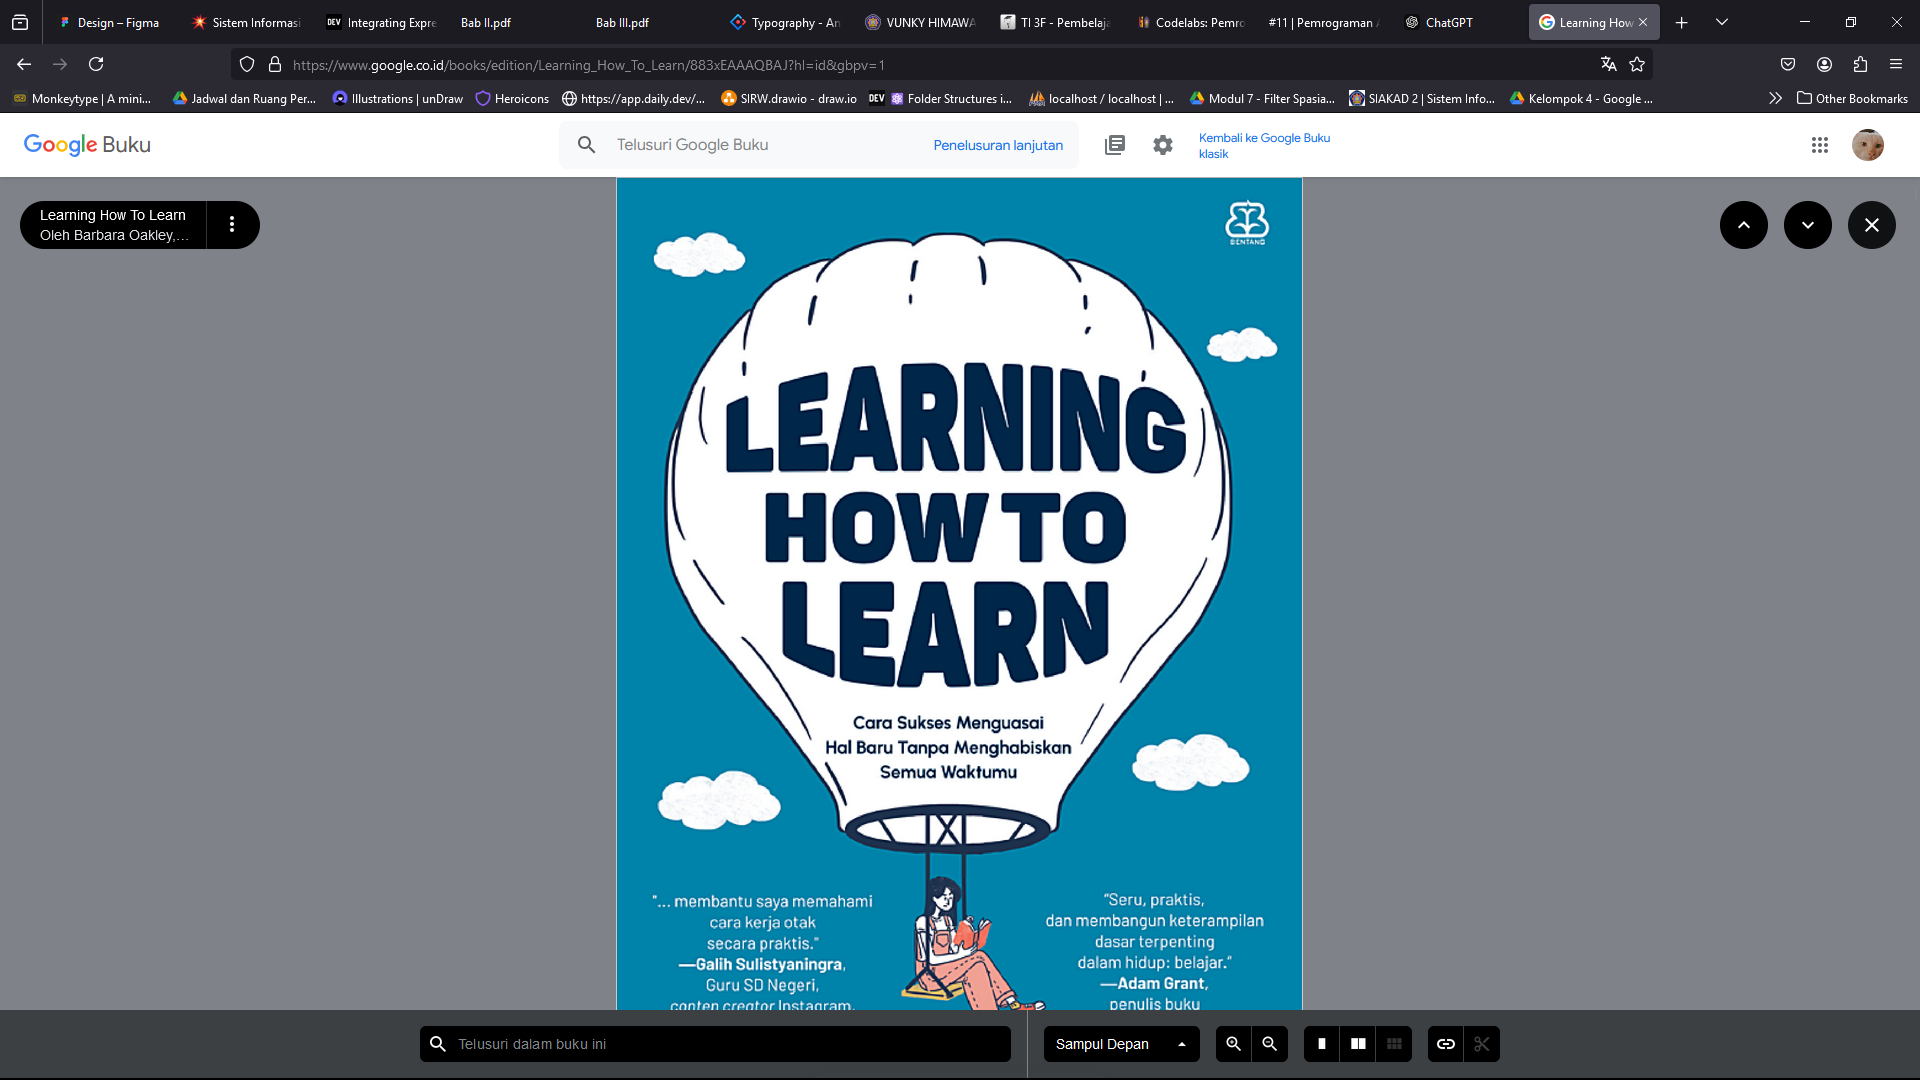 Design – Figma
Sistem Informasi
DEV Integrating Expre
Bab II.pdf
Bab III.pdf
Typography - An
VUNKY HIMAWA
TI 3F - Pembelaja
Codelabs: Pemro
#11 | Pemrograman
ChatGPT
Learning How
https://www.google.co.id/books/edition/Learning_How_To_Learn/883xEAAAQBAJ?hl=id&gbpv=1
Monkeytype | A mini...
Jadwal dan Ruang Per...
Illustrations | unDraw
Heroicons
https://app.daily.dev/...
SIRW.drawio - draw.io
DEV
Folder Structures i...
localhost / localhost | ...
Modul 7 - Filter Spasia...
SIAKAD 2 | Sistem Info...
Kelompok 4 - Google ...
Other Bookmarks
Google Buku
Telusuri Google Buku
Penelusuran lanjutan
Kembali ke Google Buku
klasik
Learning How To Learn
Oleh Barbara Oakley,...
BENTANG
LEARNING
HOW TO
LEARN
Cara Sukses Menguasai
Hal Baru Tanpa Menghabiskan
Semua Waktumu
"... membantu saya memahami
cara kerja otak
secara praktis."
—Galih Sulistyaningra,
Guru SD Negeri,
conten creator Instagram,
"Seru, praktis,
dan membangun keterampilan
dasar terpenting
dalam hidup: belajar."
—Adam Grant,
penulis buku
Telusuri dalam buku ini
Sampul Depan